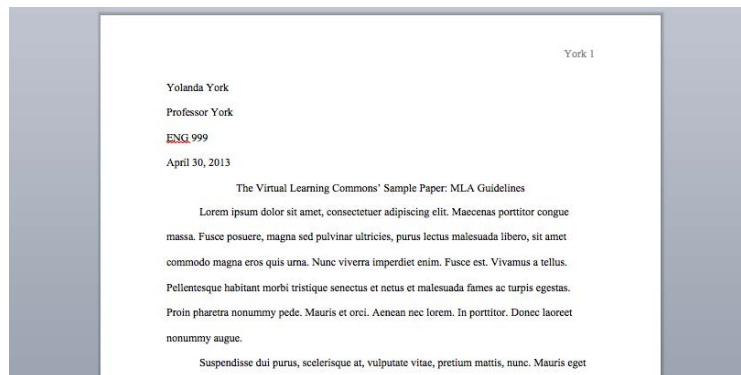 York 1
Yolanda York
Professor York
ENG 999
April 30, 2013
The Virtual Learning Commons’ Sample Paper: MLA Guidelines
Lorem ipsum dolor sit amet, consectetuer adipiscing elit. Maecenas porttitor congue
massa. Fusce posuere, magna sed pulvinar ultricies, purus lectus malesuada libero, sit amet
commodo magna eros quis urna. Nunc viverra imperdiet enim. Fusce est. Vivamus a tellus.
Pellentesque habitant morbi tristique senectus et netus et malesuada fames ac turpis egestas.
Proin pharetra nonummy pede. Mauris et orci. Aenean nec lorem. In porttitor. Donec laoreet
nonummy augue.
Suspendisse dui purus, scelerisque at, vulputate vitae, pretium mattis, nunc. Mauris eget